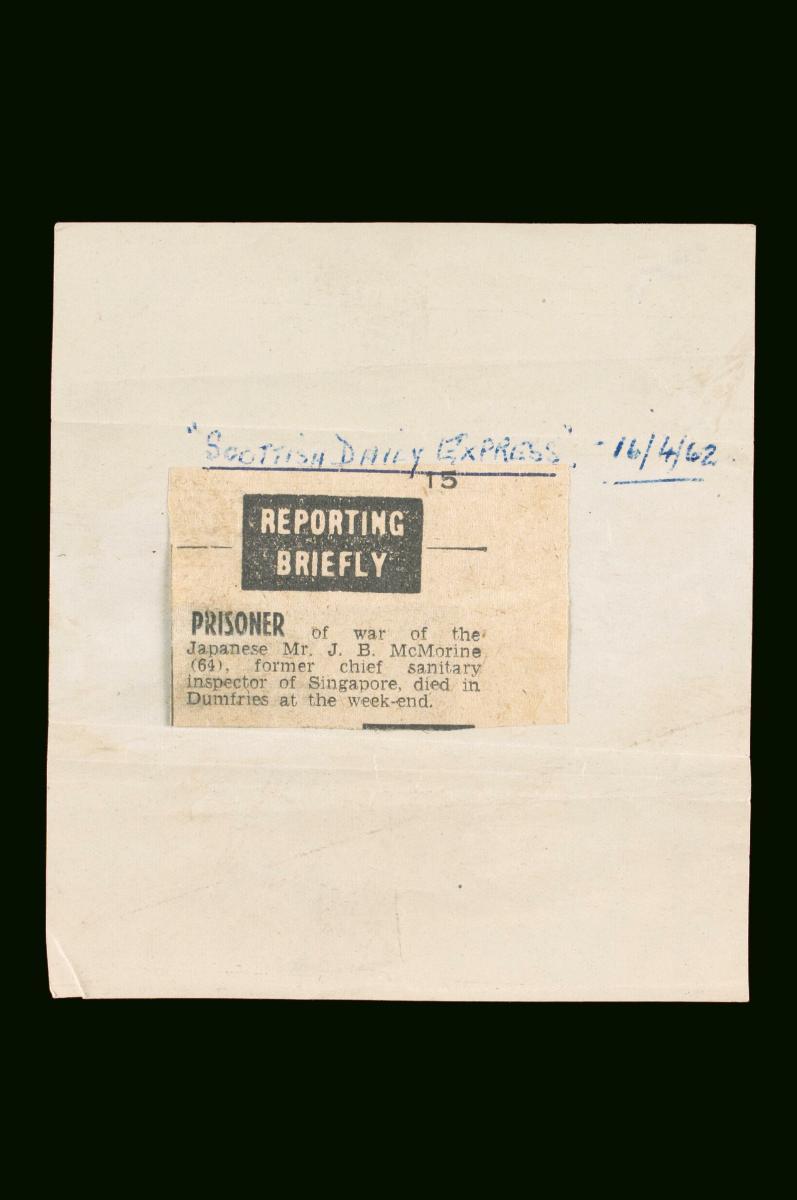 "SCOTTISH DAILY EXPRESS". - 16/4/62
15
REPORTING
BRIEFLY
PRISONER of war of the
Japanese Mr. J. B. McMorine
(64), former chief sanitary
inspector of Singapore, died in
Dumfries at the week-end.